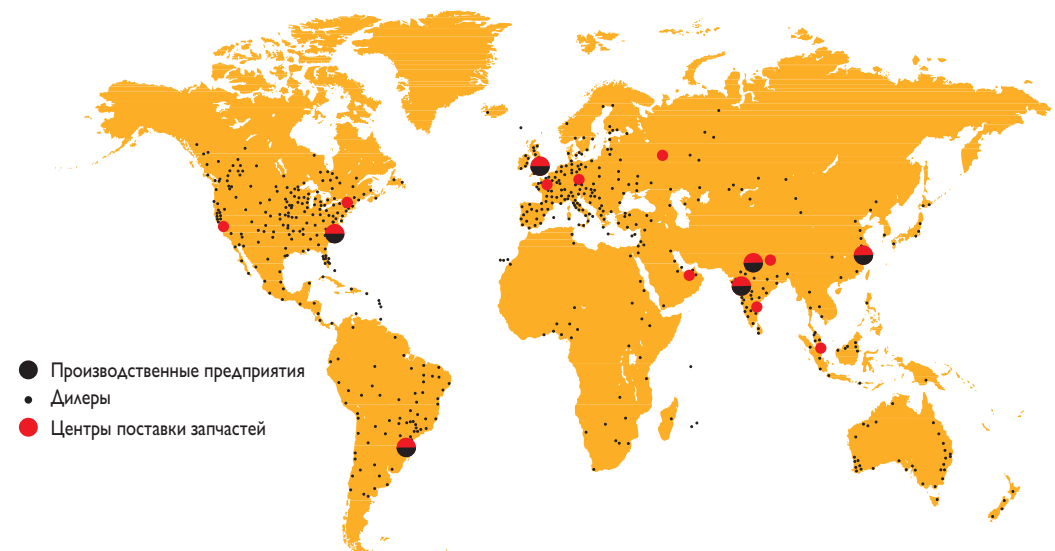 Производственные предприятия
Дилеры
Центры поставки запчастей